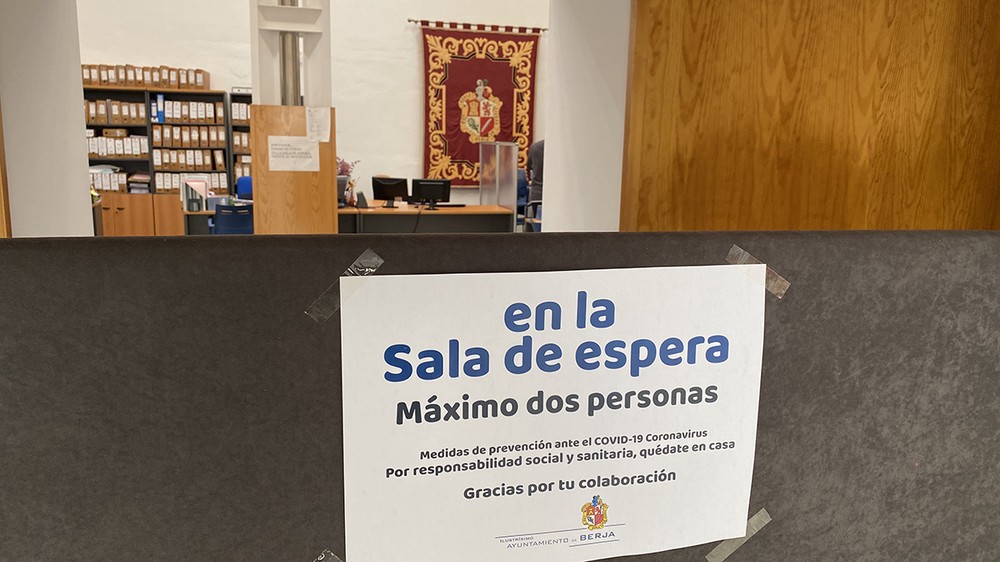 en la
Sala de espera
Máximo dos personas
Medidas de prevención ante el COVID-19 Coronavirus
Por responsabilidad social y sanitaria, quédate en casa
Gracias por tu colaboración
ILUSTRÍSIMO
AYUNTAMIENTO DE BERJA